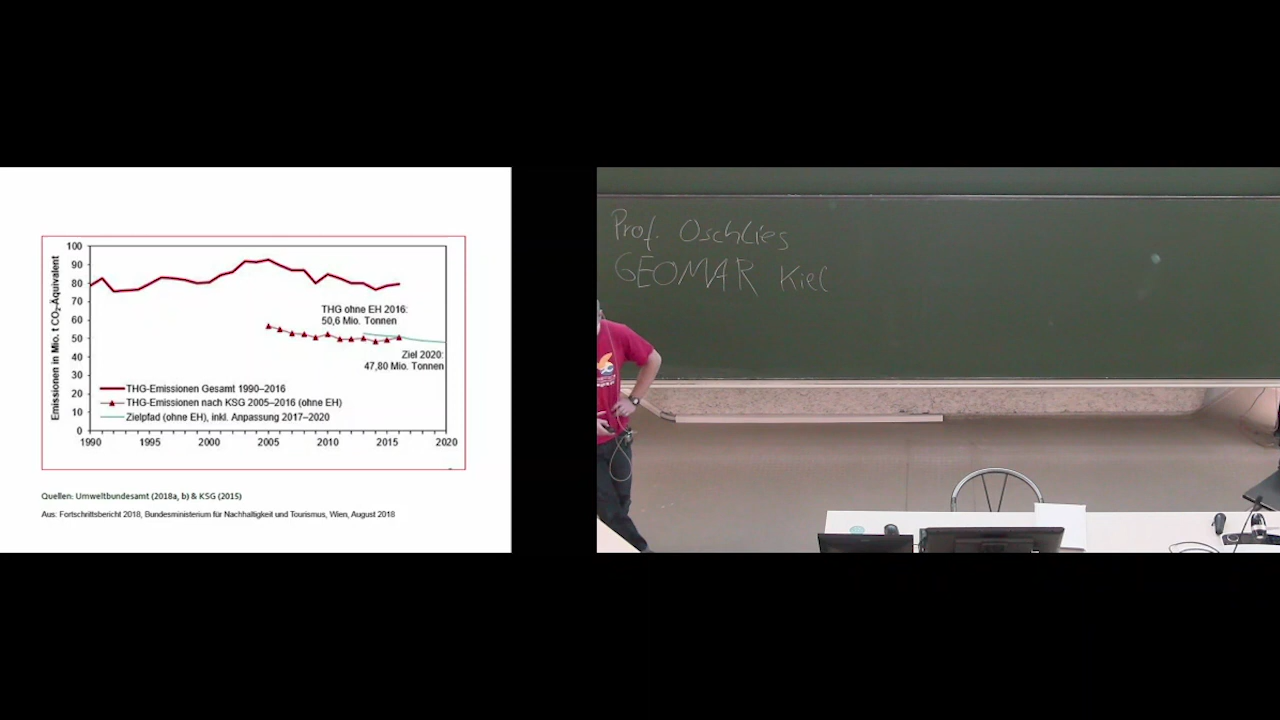 100
90
80
70
60
50
40
30
20
10
0
Emissionen in Mio. t CO₂-Äquivalent
THG ohne EH 2016:
50,6 Mio. Tonnen
Ziel 2020:
47,80 Mio. Tonnen
THG-Emissionen Gesamt 1990–2016
THG-Emissionen nach KSG 2005–2016 (ohne EH)
Zielpfad (ohne EH), inkl. Anpassung 2017–2020
1990 1995 2000 2005 2010 2015 2020
Quellen: Umweltbundesamt (2018a, b) & KSG (2015)
Aus: Fortschrittsbericht 2018, Bundesministerium für Nachhaltigkeit und Tourismus, Wien, August 2018
Prof. Oschlies
GEOMAR Kiel